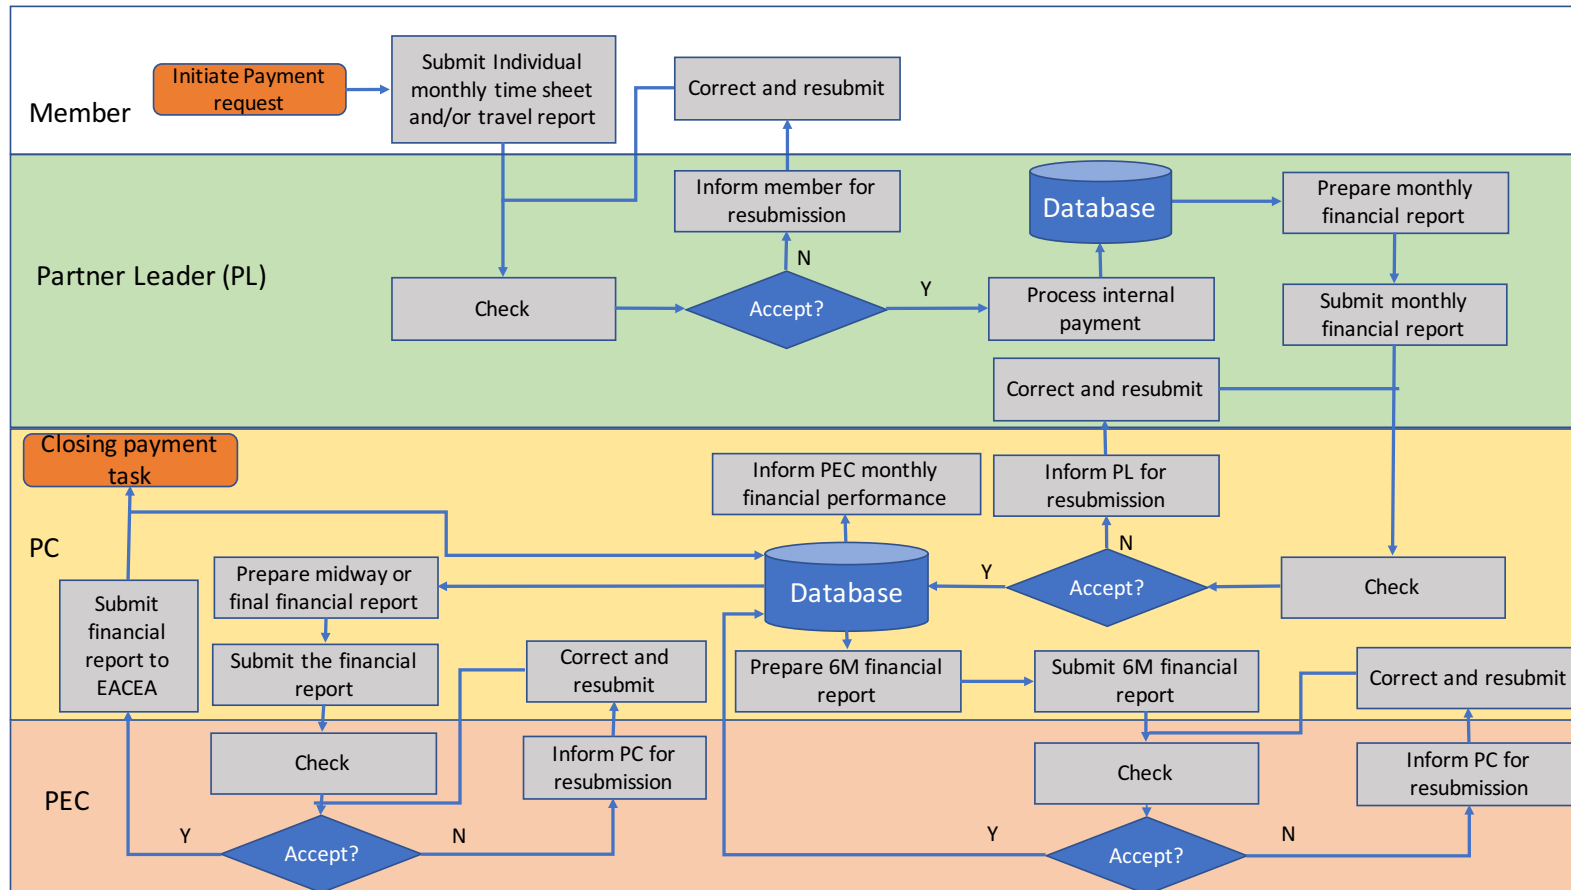 Member
Initiate Payment
request
Submit Individual
monthly time sheet
and/or travel report
Correct and resubmit
Partner Leader (PL)
Inform member for
resubmission
Database
Prepare monthly
financial report
N
Check
Accept?
Y
Process internal
payment
Submit monthly
financial report
Correct and resubmit
PC
Closing payment
task
Inform PEC monthly
financial performance
Inform PL for
resubmission
N
Prepare midway or
final financial report
Database
Y
Accept?
Check
Submit
financial
report to
EACEA
Submit the financial
report
Correct and
resubmit
Prepare 6M financial
report
Submit 6M financial
report
Correct and resubmit
PEC
Check
Inform PC for
resubmission
Check
Inform PC for
resubmission
Y
Accept?
N
Y
Accept?
N